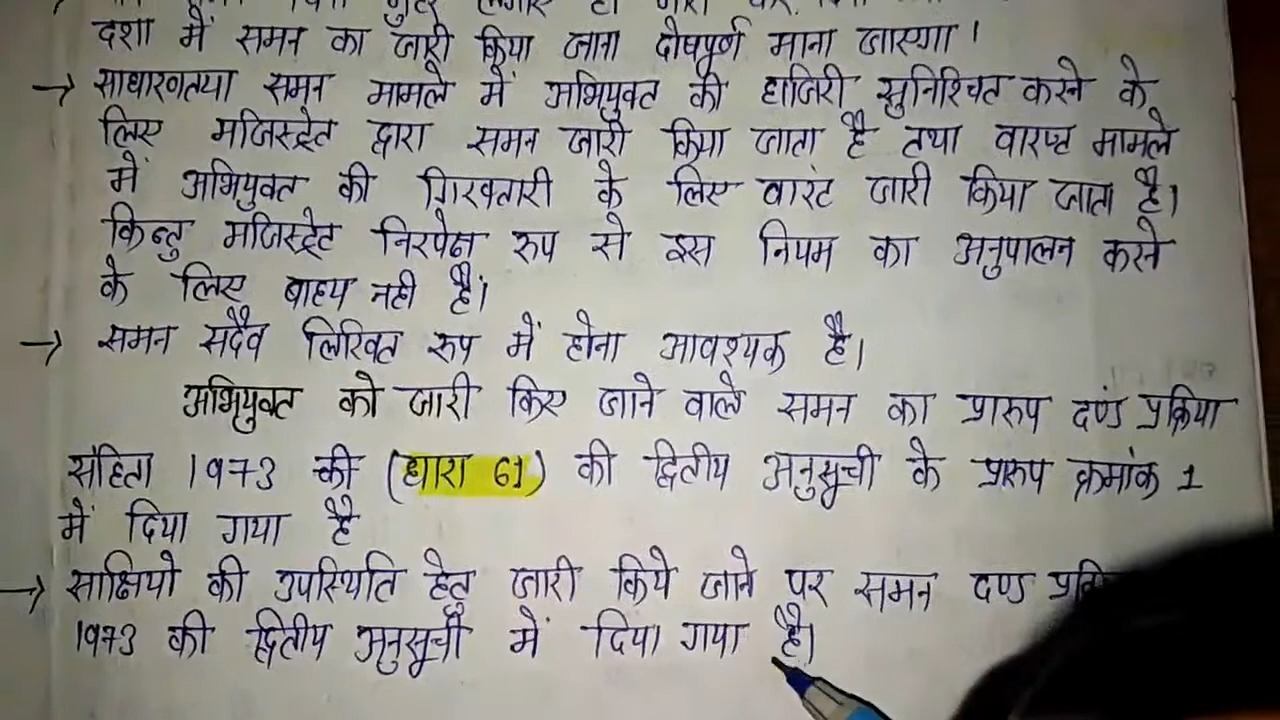 दशा में समन का जारी किया जाना दोषपूर्ण माना जाएगा।
→ साधारणतया समन मामले में अभियुक्त की हाजिरी सुनिश्चित करने के
लिए मजिस्ट्रेट द्वारा समन जारी किया जाता है तथा वारण्ट मामले
में अभियुक्त की गिरफ्तारी के लिए वारंट जारी किया जाता है।
किन्तु मजिस्ट्रेट निरपेक्ष रूप से इस नियम का अनुपालन करने
के लिए बाह्य नही है।
→ समन सदैव लिखित रूप में होना आवश्यक है।
अभियुक्त को जारी किए जाने वाले समन का प्रारूप दण्ड प्रक्रिया
संहिता 1973 की (धारा 61) की द्वितीय अनुसूची के प्रारूप क्रमांक 1
में दिया गया है
→ साक्षियो की उपस्थिति हेतु जारी किये जाने पर समन दण्ड
1973 की द्वितीय अनुसूची में दिया गया है।